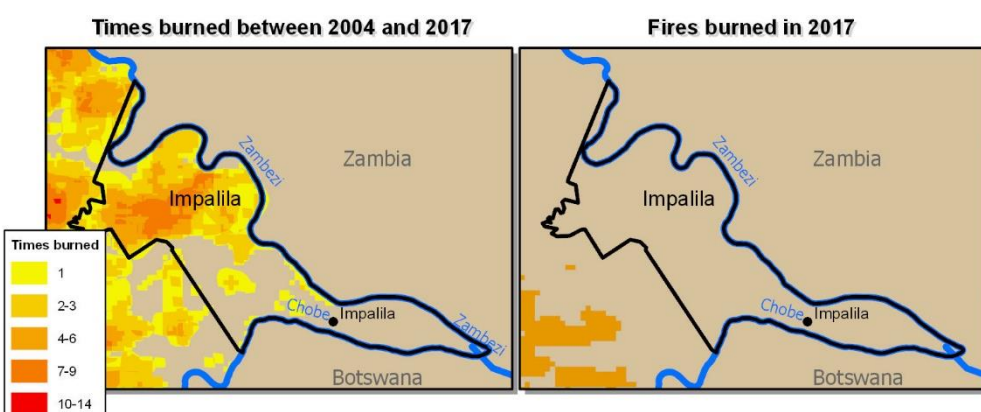 Times burned between 2004 and 2017
Zambezi
Zambia
Impalila
Chobe
Impalila
Zambezi
Botswana
Times burned
1
2-3
4-6
7-9
10-14
Fires burned in 2017
Zambezi
Zambia
Impalila
Chobe
Impalila
Zambezi
Botswana